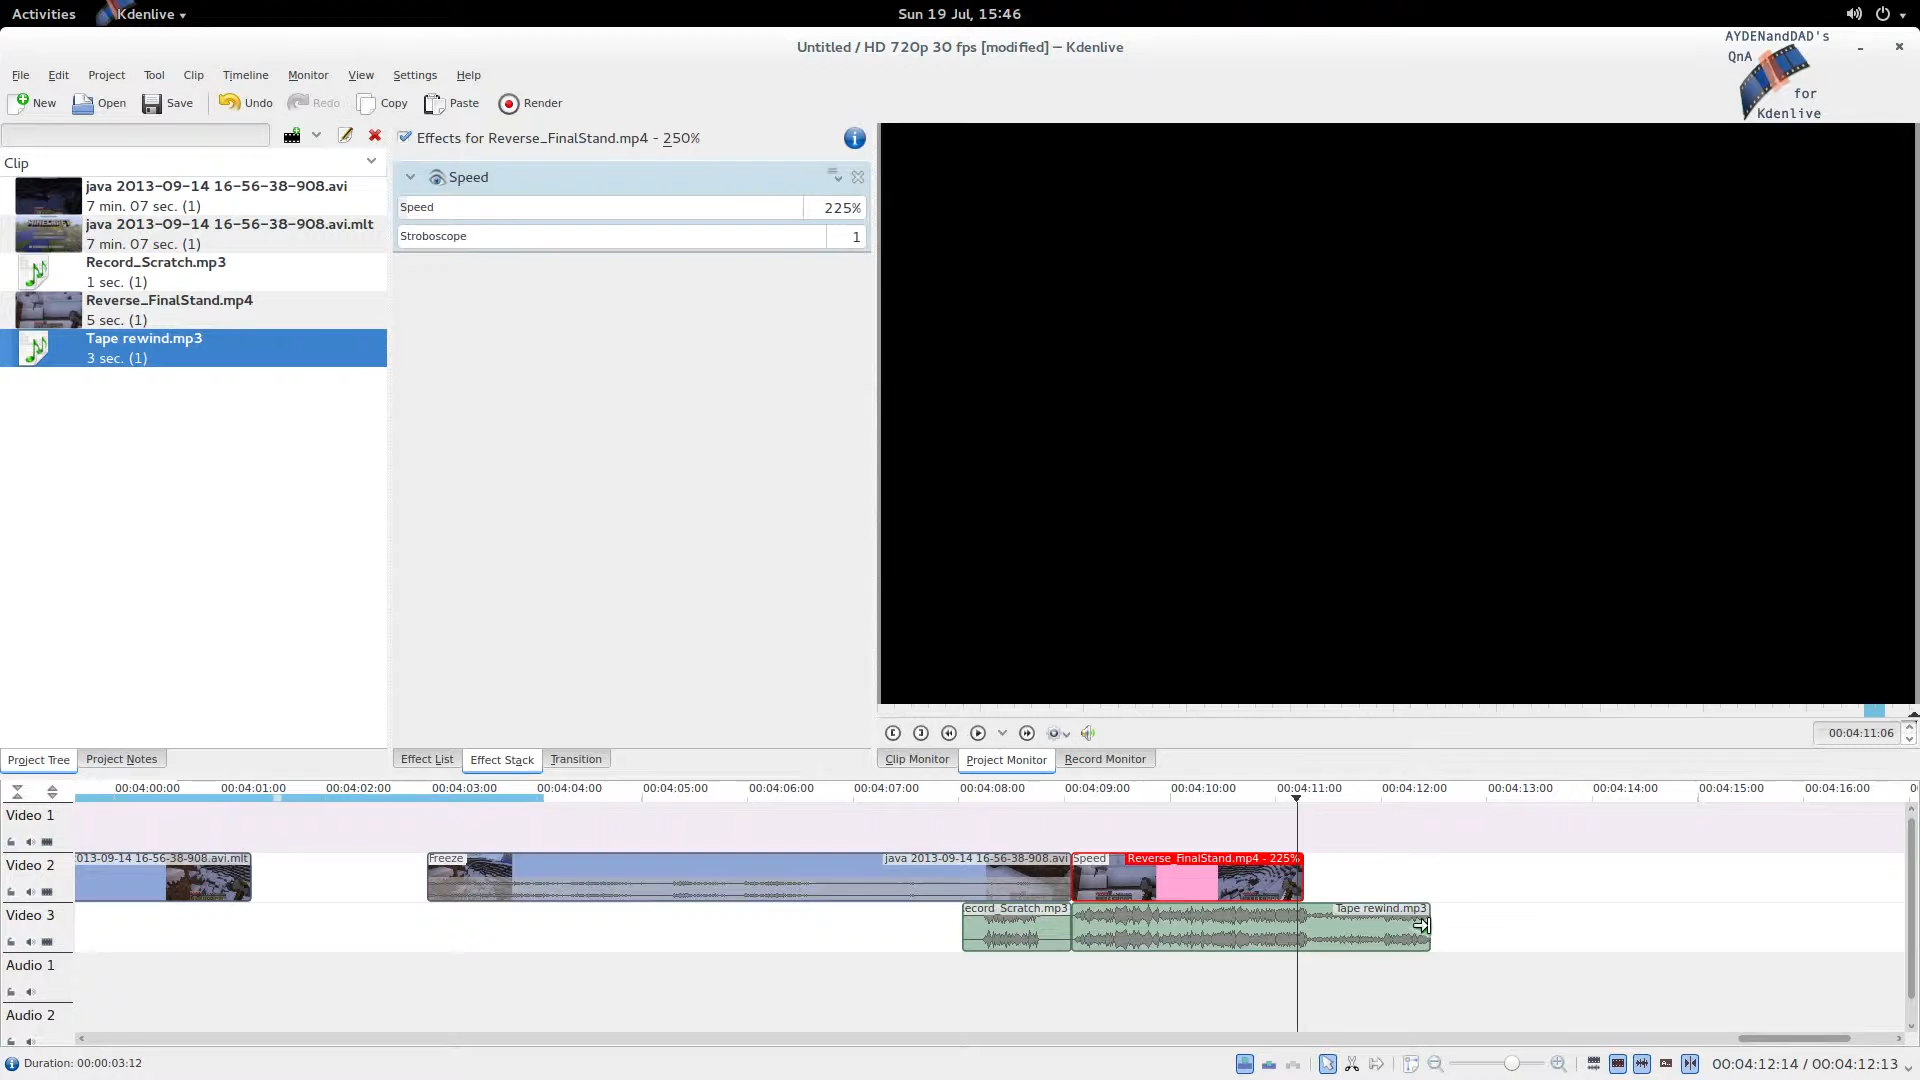 Activities
Kdenlive
Sun 19 Jul, 15:46
Untitled / HD 720p 30 fps [modified] — Kdenlive
AYDENandDAD's
QnA
for
Kdenlive
File Edit Project Tool Clip Timeline Monitor View Settings Help
New Open Save Undo Redo Copy Paste Render
Effects for Reverse_FinalStand.mp4 - 250%
Clip
java 2013-09-14 16-56-38-908.avi
7 min. 07 sec. (1)
java 2013-09-14 16-56-38-908.avi.mlt
7 min. 07 sec. (1)
Record_Scratch.mp3
1 sec. (1)
Reverse_FinalStand.mp4
5 sec. (1)
Tape rewind.mp3
3 sec. (1)
Speed
Speed 225%
Stroboscope 1
00:04:11:06
Project Tree Project Notes
Effect List Effect Stack Transition
Clip Monitor Project Monitor Record Monitor
00:04:00:00 00:04:01:00 00:04:02:00 00:04:03:00 00:04:04:00 00:04:05:00 00:04:06:00 00:04:07:00 00:04:08:00 00:04:09:00 00:04:10:00 00:04:11:00 00:04:12:00 00:04:13:00 00:04:14:00 00:04:15:00 00:04:16:00
Video 1
Video 2
2013-09-14 16-56-38-908.avi.mlt
Freeze
java 2013-09-14 16-56-38-908.avi
Speed
Reverse_FinalStand.mp4 - 225%
Video 3
ecord_Scratch.mp3
Tape rewind.mp3
Audio 1
Audio 2
Duration: 00:00:03:12
00:04:12:14 / 00:04:12:13